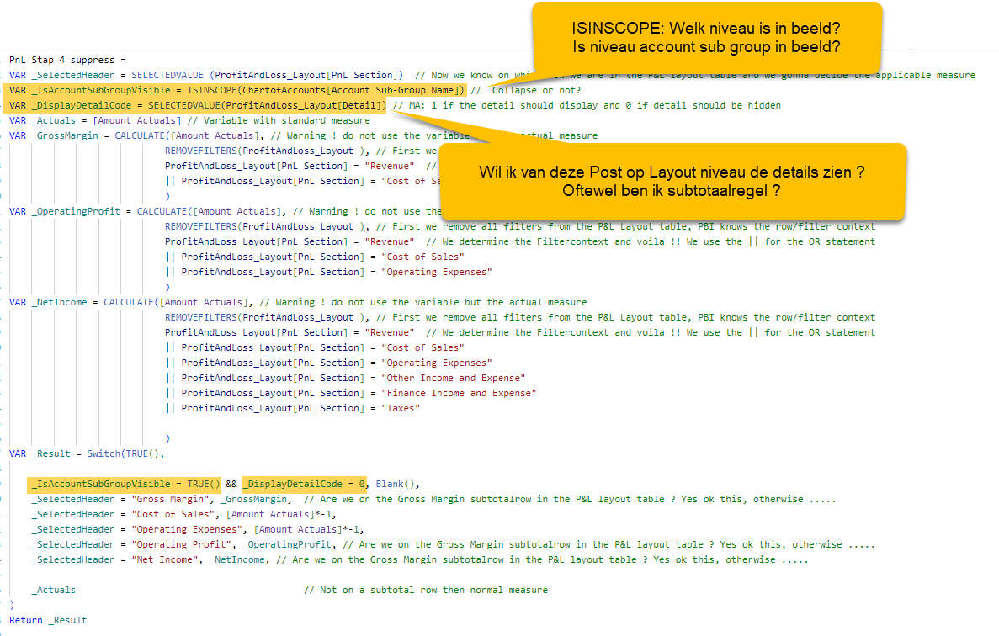 ISINSCOPE: Welk niveau is in beeld?
Is niveau account sub group in beeld?
PnL Stap 4 suppress =
VAR _SelectedHeader = SELECTEDVALUE (ProfitAndLoss_Layout[PnL Section])  // Now we know on which row we are in the P&L layout table and we gonna decide the applicable measure
VAR _IsAccountSubGroupVisible = ISINSCOPE(ChartofAccounts[Account Sub-Group Name]) //  Collapse or not?
VAR _DisplayDetailCode = SELECTEDVALUE(ProfitAndLoss_Layout[Detail]) // MA: 1 if the detail should display and 0 if detail should be hidden
VAR _Actuals = [Amount Actuals] // Variable with standard measure
VAR _GrossMargin = CALCULATE([Amount Actuals], // Warning ! do not use the variable actual measure
REMOVEFILTERS(ProfitAndLoss_Layout ), // First we
Wil ik van deze Post op Layout niveau de details zien ?
Oftewel ben ik subtotaalregel ?
ProfitAndLoss_Layout[PnL Section] = "Revenue"  //
|| ProfitAndLoss_Layout[PnL Section] = "Cost of Sa
)
VAR _OperatingProfit = CALCULATE([Amount Actuals], // Warning ! do not use the
REMOVEFILTERS(ProfitAndLoss_Layout ), // First we remove all filters from the P&L Layout table, PBI knows the row/filter context
ProfitAndLoss_Layout[PnL Section] = "Revenue"  // We determine the Filtercontext and voila !! We use the || for the OR statement
|| ProfitAndLoss_Layout[PnL Section] = "Cost of Sales"
|| ProfitAndLoss_Layout[PnL Section] = "Operating Expenses"
)
VAR _NetIncome = CALCULATE([Amount Actuals], // Warning ! do not use the variable but the actual measure
REMOVEFILTERS(ProfitAndLoss_Layout ), // First we remove all filters from the P&L Layout table, PBI knows the row/filter context
ProfitAndLoss_Layout[PnL Section] = "Revenue"  // We determine the Filtercontext and voila !! We use the || for the OR statement
|| ProfitAndLoss_Layout[PnL Section] = "Cost of Sales"
|| ProfitAndLoss_Layout[PnL Section] = "Operating Expenses"
|| ProfitAndLoss_Layout[PnL Section] = "Other Income and Expense"
|| ProfitAndLoss_Layout[PnL Section] = "Finance Income and Expense"
|| ProfitAndLoss_Layout[PnL Section] = "Taxes"
)
VAR _Result = Switch(TRUE(),
_IsAccountSubGroupVisible = TRUE() && _DisplayDetailCode = 0, Blank(),
_SelectedHeader = "Gross Margin", _GrossMargin,  // Are we on the Gross Margin subtotalrow in the P&L layout table ? Yes ok this, otherwise .....
_SelectedHeader = "Cost of Sales", [Amount Actuals]*-1,
_SelectedHeader = "Operating Expenses", [Amount Actuals]*-1,
_SelectedHeader = "Operating Profit", _OperatingProfit, // Are we on the Gross Margin subtotalrow in the P&L layout table ? Yes ok this, otherwise .....
_SelectedHeader = "Net Income", _NetIncome, // Are we on the Gross Margin subtotalrow in the P&L layout table ? Yes ok this, otherwise .....
_Actuals // Not on a subtotal row then normal measure
)
Return _Result